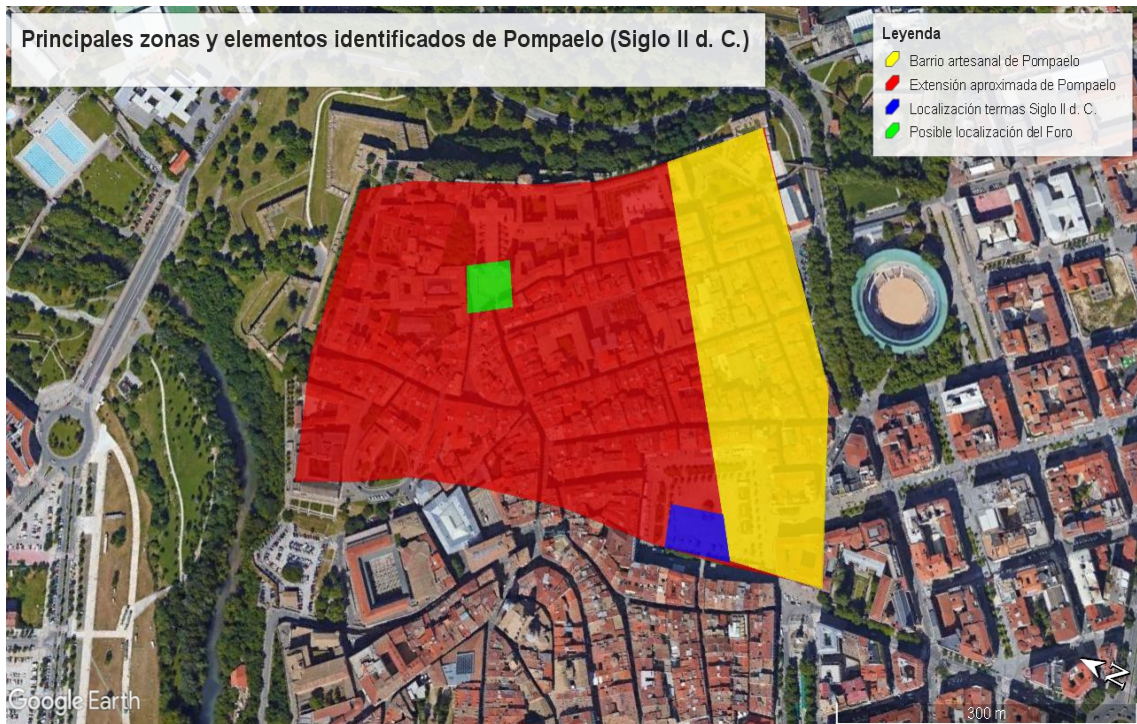 Principales zonas y elementos identificados de Pompaelo (Siglo II d. C.)
Leyenda
Barrio artesanal de Pompaelo
Extensión aproximada de Pompaelo
Localización termas Siglo II d. C.
Posible localización del Foro
N
Google Earth
300 m